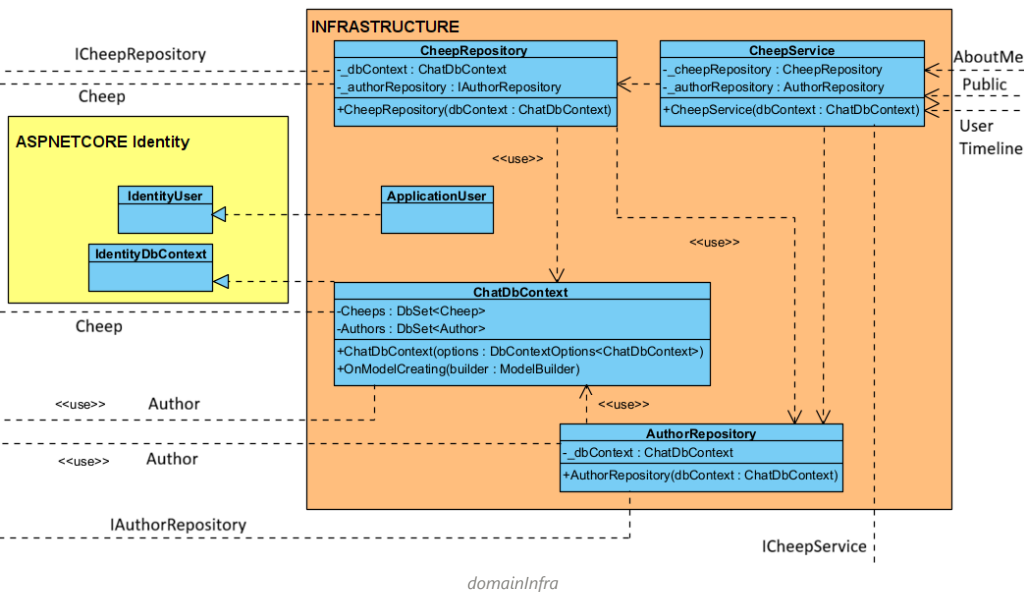 INFRASTRUCTURE
ICheepRepository
Cheep
CheepRepository
-_dbContext : ChatDbContext
-_authorRepository : IAuthorRepository
+CheepRepository(dbContext : ChatDbContext)
CheepService
-_cheepRepository : CheepRepository
-_authorRepository : AuthorRepository
+CheepService(dbContext : ChatDbContext)
AboutMe
Public
User
Timeline
ASPNETCORE Identity
IdentityUser
IdentityDbContext
<<use>>
ApplicationUser
<<use>>
ChatDbContext
-Cheeps : DbSet<Cheep>
-Authors : DbSet<Author>
+ChatDbContext(options : DbContextOptions<ChatDbContext>)
+OnModelCreating(builder : ModelBuilder)
Cheep
<<use>> Author
<<use>>
<<use>> Author
AuthorRepository
-_dbContext : ChatDbContext
+AuthorRepository(dbContext : ChatDbContext)
IAuthorRepository
ICheepService
domainInfra